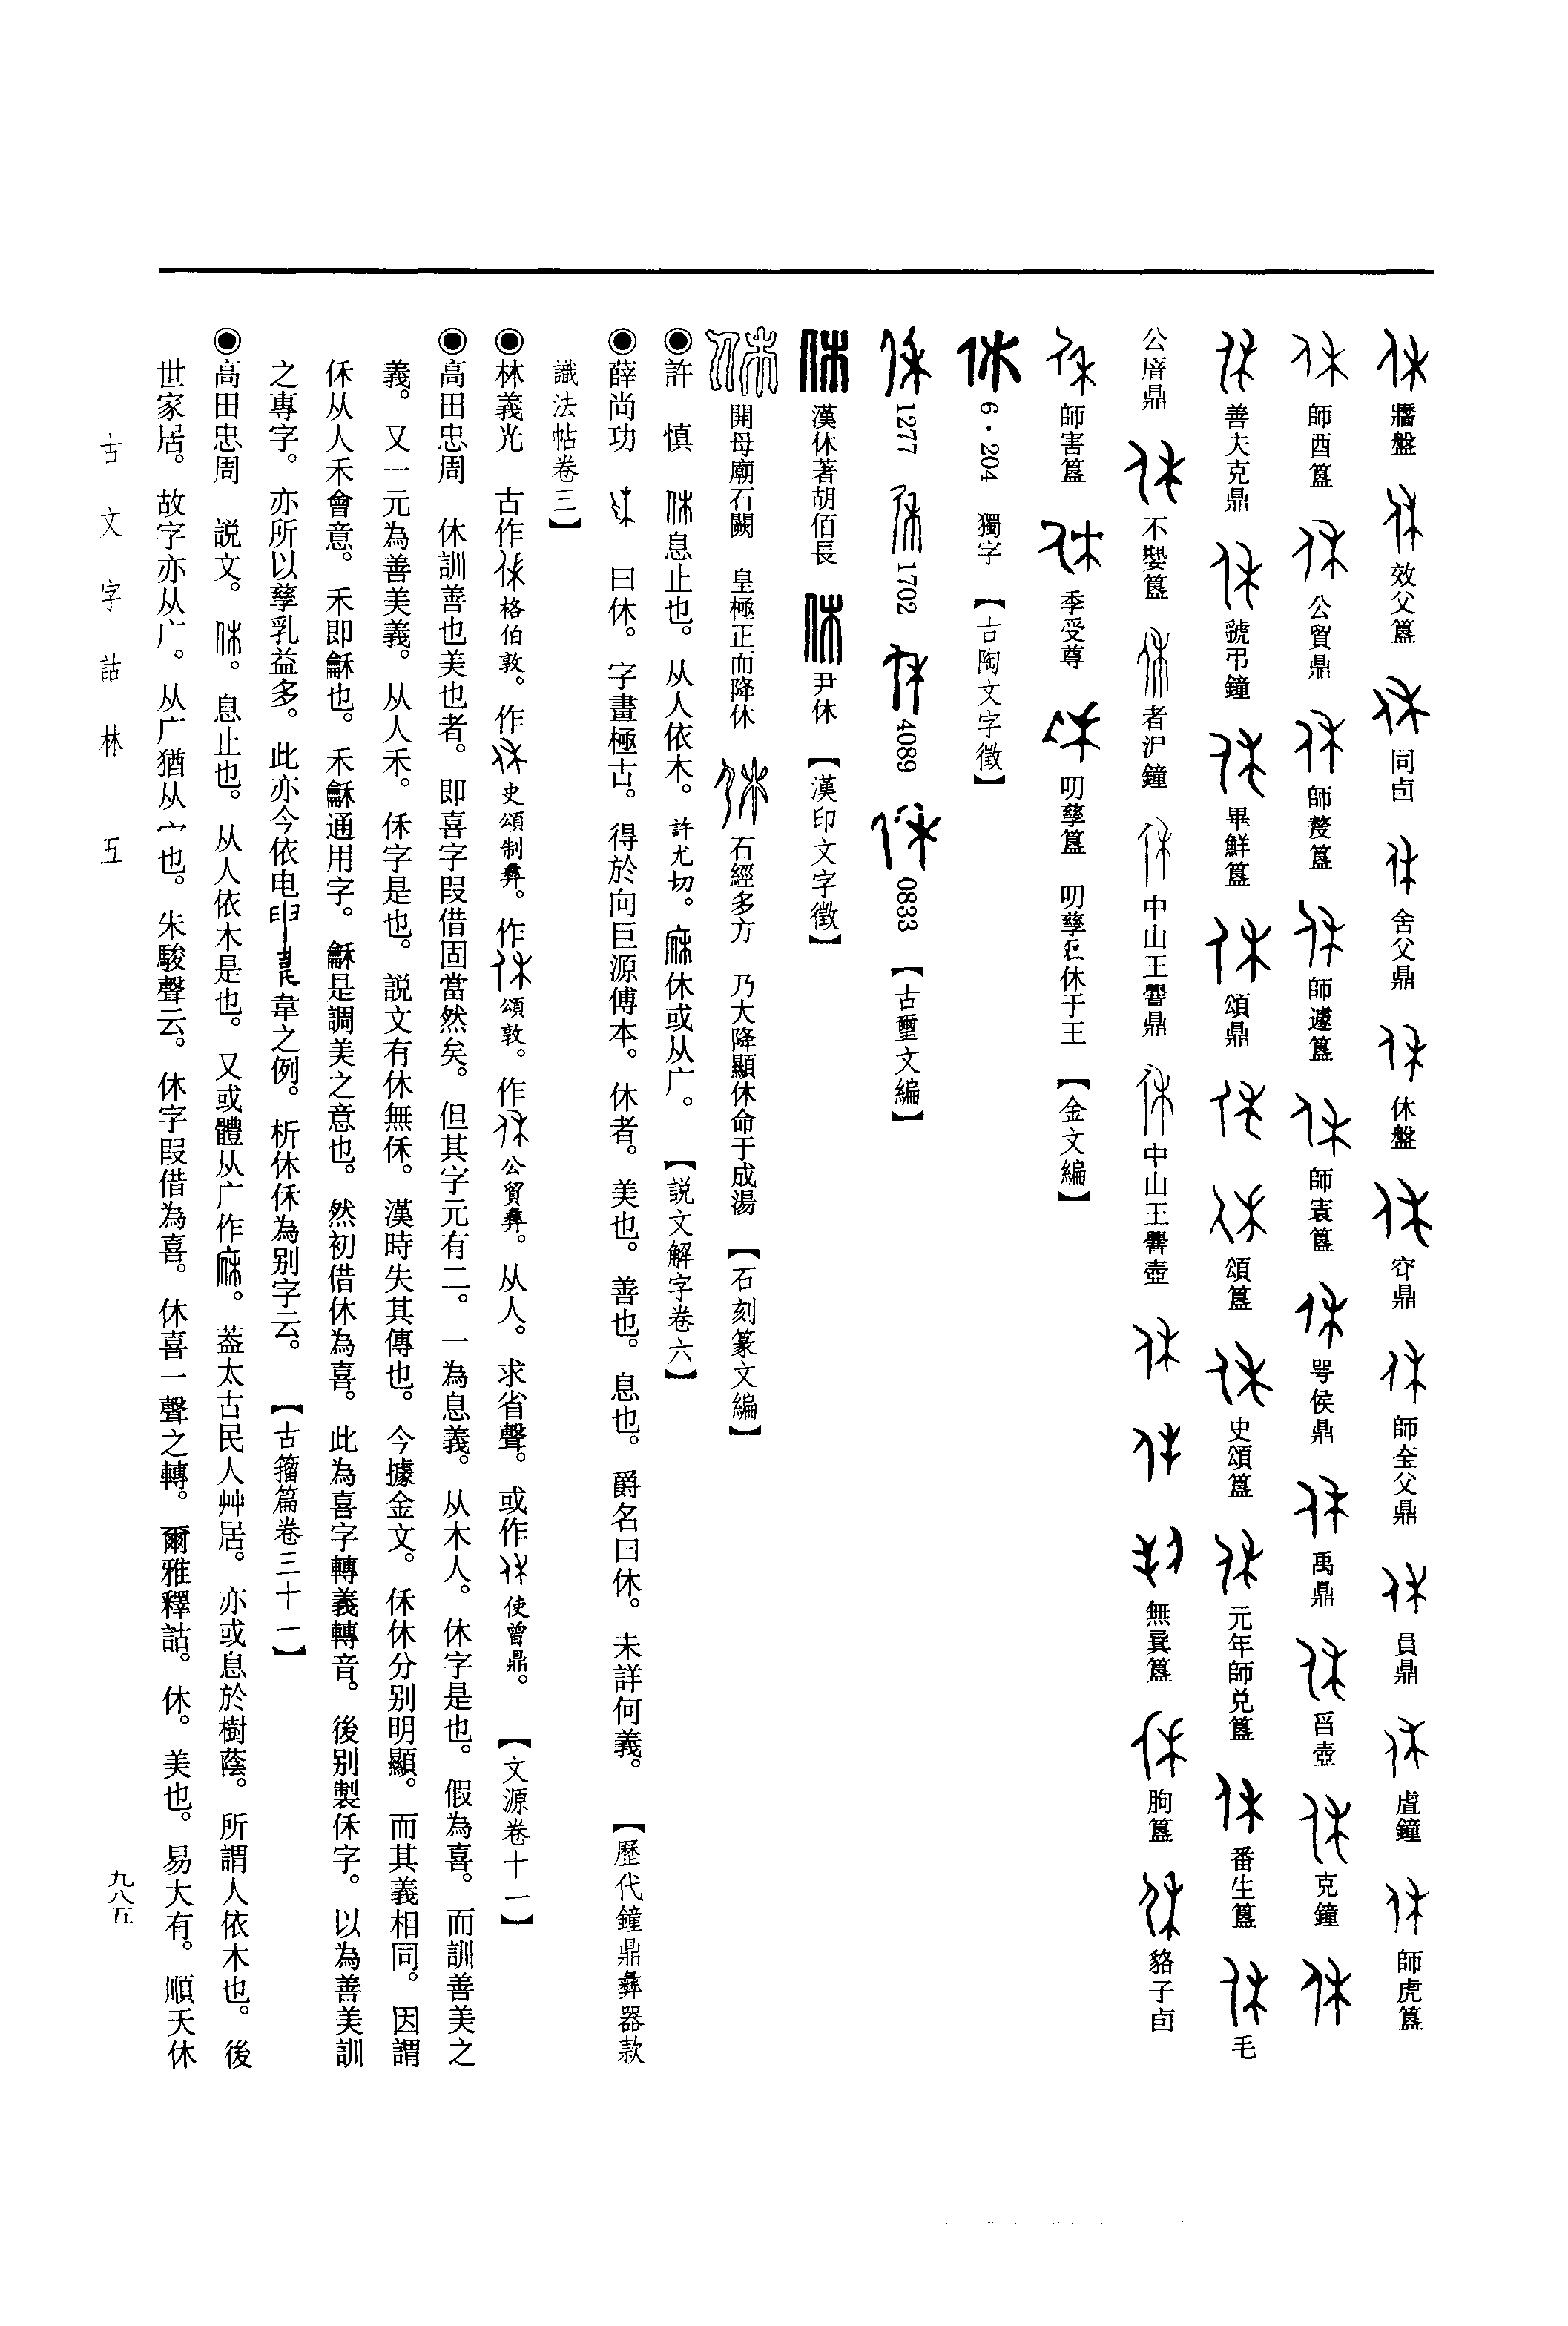 牆盤 效父簋 同卣 舍父鼎 休盤 師𡘇父鼎 員鼎 虘鐘 師虎簋
師酉簋 公貿鼎 師㝨簋 師遽簋 師袁簋 咢侯鼎 禹鼎 曶壺 克鐘
善夫克鼎 虢弔鐘 畢鮮簋 頌鼎 頌簋 史頌簋 元年師兑簋 番生簋 毛
公㢉鼎 不𡢁簋 者沪鐘 中山王䇑鼎 中山王䇑壺 無㠱簋 胊簋 貉子卣
師害簋 季受尊 叨孳簋 叨孳休于王 【金文編】
6·204 獨字 【古陶文字徵】
1277 1702 4089 0833 【古璽文編】
漢休著胡佰長 尹休 【漢印文字徵】
開母廟石闕 皇極正而降休 石經多方 乃大降顯休命于成湯 【石刻篆文編】
◉許 慎 息止也。从人依木。許尤切。休或从广。 【説文解字卷六】
◉薛尚功 曰休。字畫極古。得於向巨源傅本。休者。美也。善也。息也。爵名曰休。未詳何義。 【歷代鐘鼎彝器款
識法帖卷三】
◉林義光 古作格伯敦。作史頌制彝。作頌敦。作公貿彝。从人。求省聲。或作使曾鼎。 【文源卷十一】
◉高田忠周 休訓善也美也者。即喜字叚借固當然矣。但其字元有二。一為息義。从木人。休字是也。假為喜。而訓善美之
義。又一元為善美義。从人禾。㳟字是也。説文有休無㳟。漢時失其傳也。今據金文。㳟休分别明顯。而其義相同。因謂
㳟从人禾會意。禾即龢也。禾龢通用字。龢是調美之意也。然初借休為喜。此為喜字轉義轉音。後别製㳟字。以為善美訓
之專字。亦所以孳乳益多。此亦今依电韋之例。析休㳟為别字云。 【古籀篇卷三十一】
◉高田忠周 説文。息止也。从人依木是也。又或體从广作。葢太古民人艸居。亦或息於樹蔭。所謂人依木也。後
世家居。故字亦从广。从广猶从宀也。朱駿聲云。休字叚借為喜。休喜一聲之轉。爾雅釋詁。休。美也。易大有。順天休
古文字詁林 五
九八五